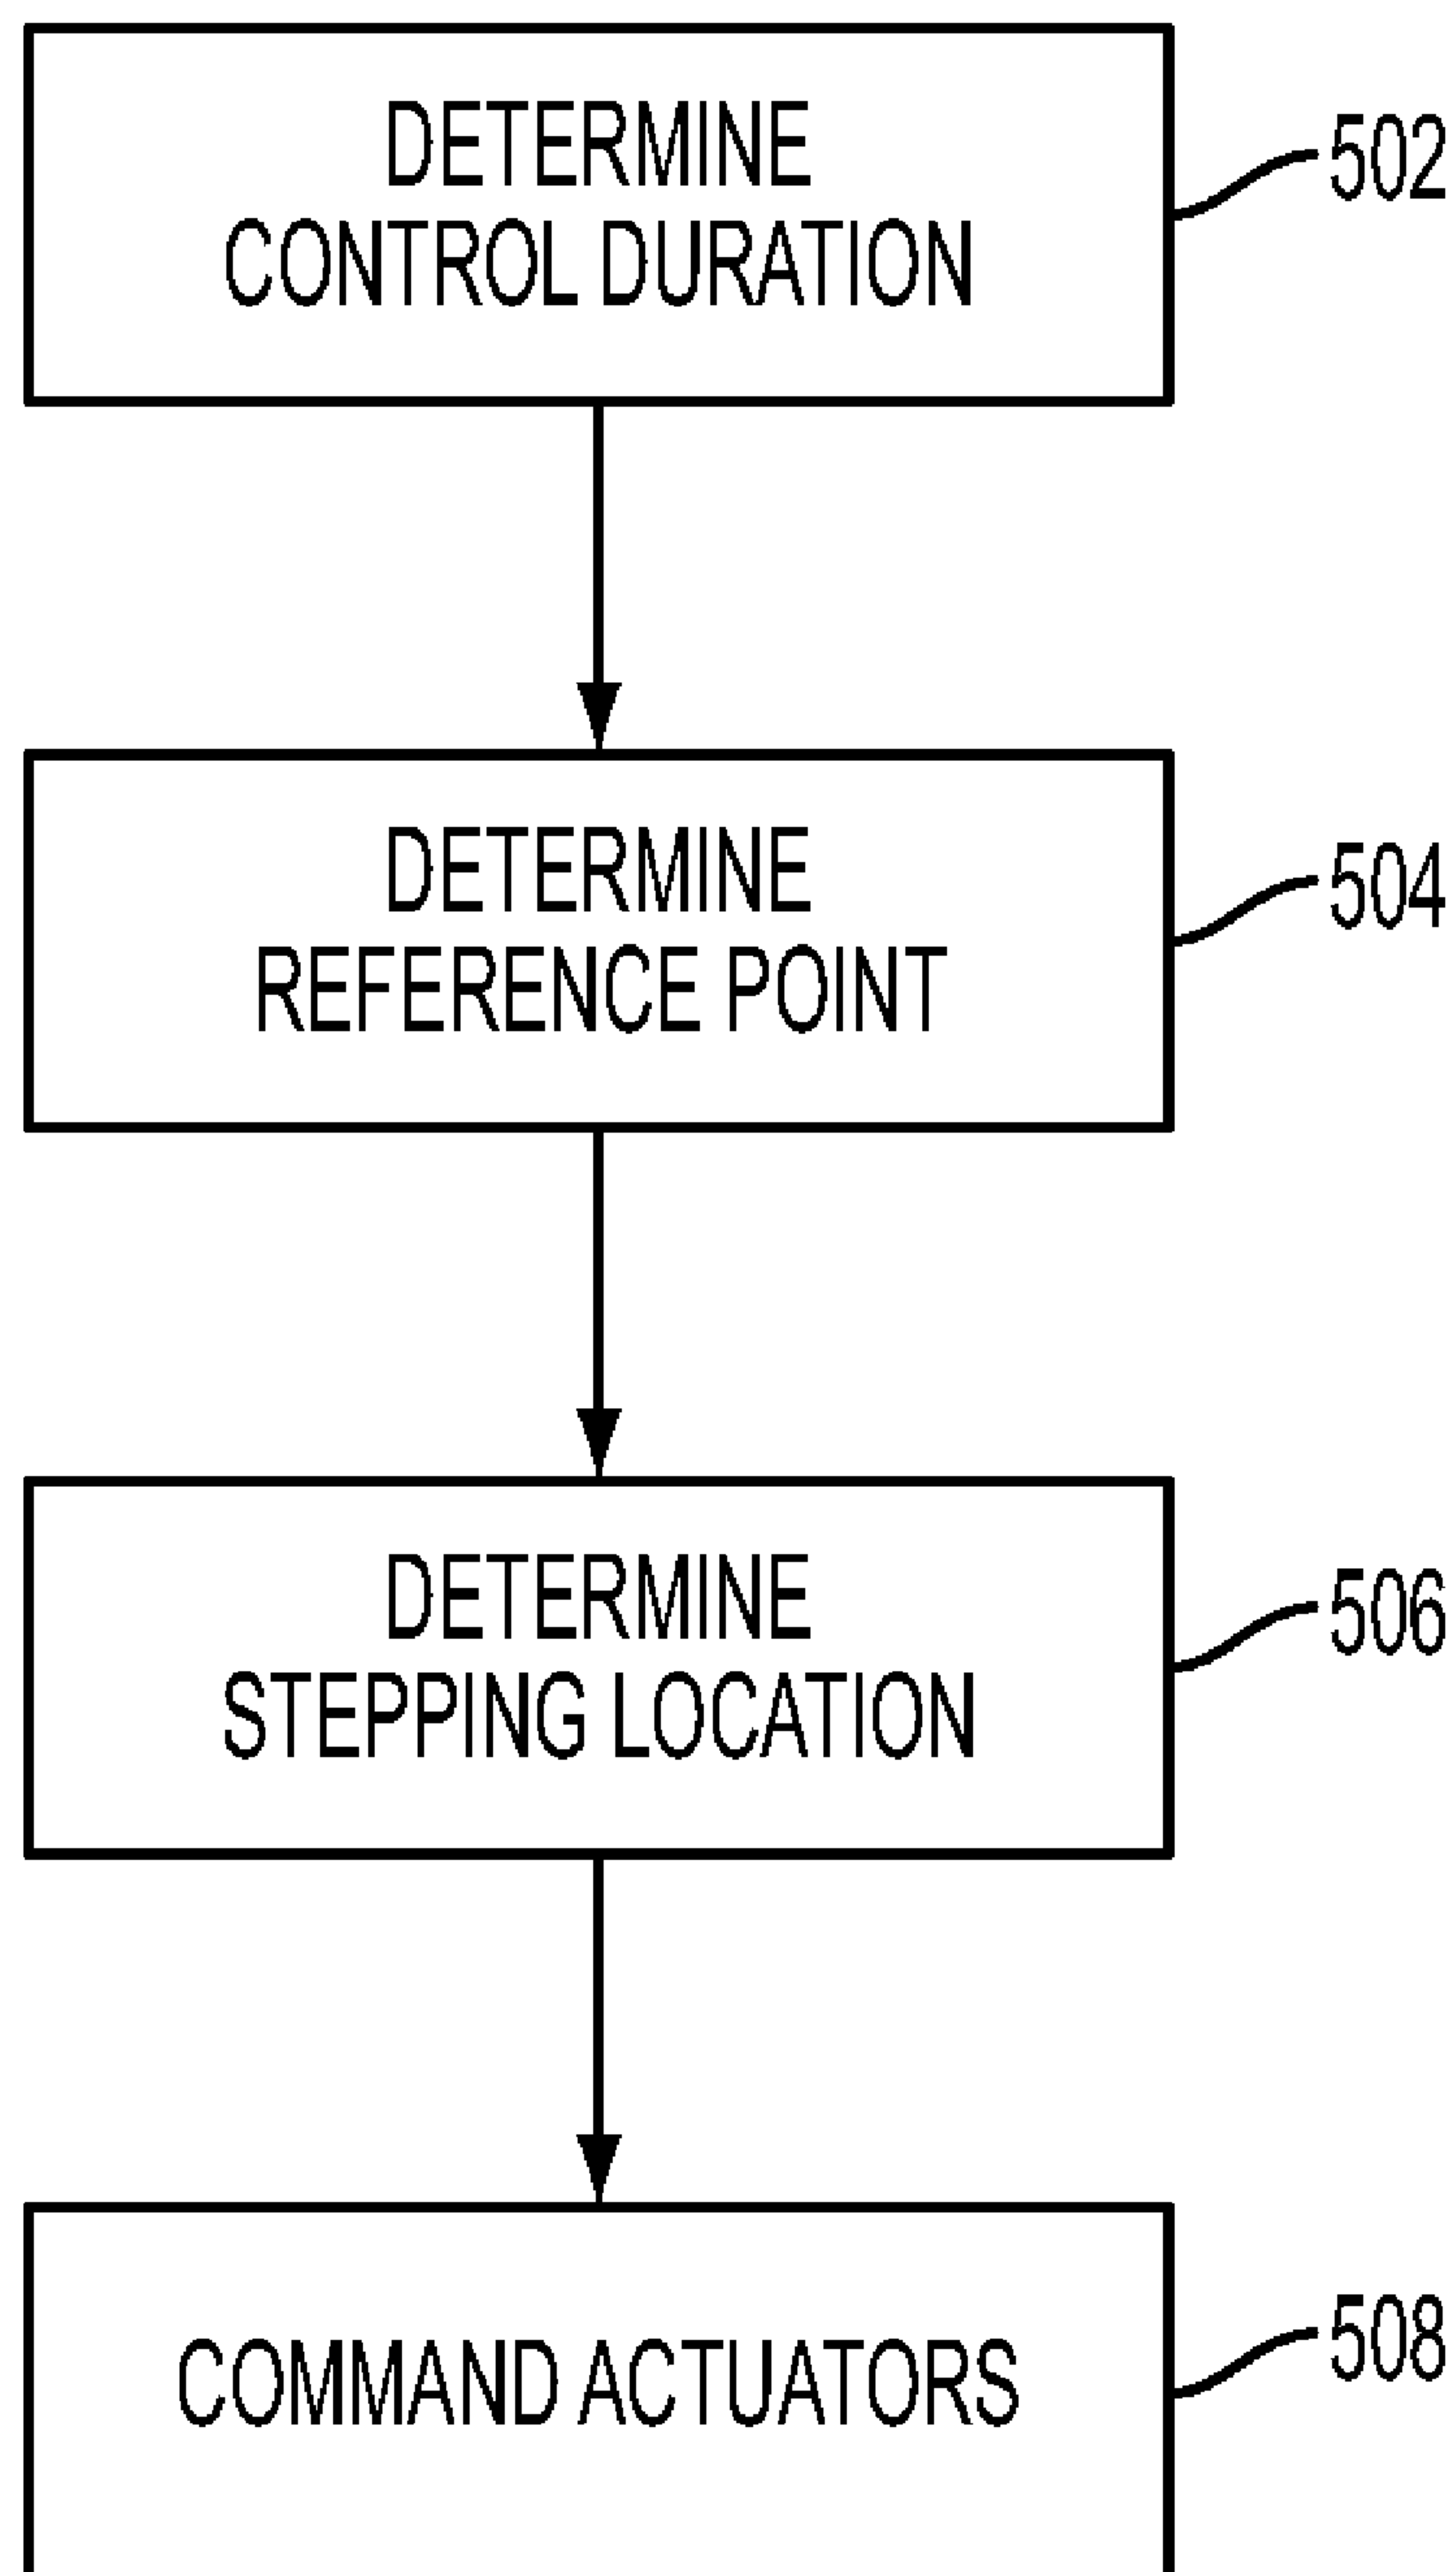 DETERMINE
CONTROL DURATION
502
DETERMINE
REFERENCE POINT
504
DETERMINE
STEPPING LOCATION
506
COMMAND ACTUATORS
508